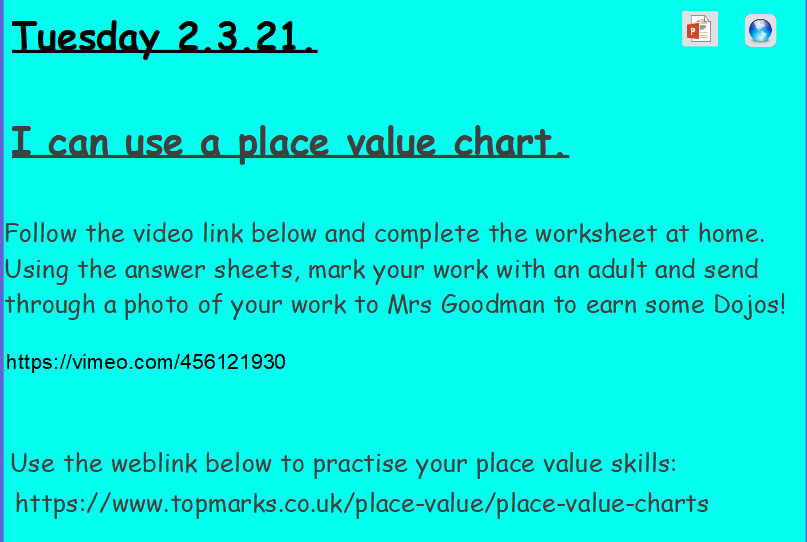 Tuesday 2.3.21.
I can use a place value chart.
Follow the video link below and complete the worksheet at home.
Using the answer sheets, mark your work with an adult and send
through a photo of your work to Mrs Goodman to earn some Dojos!
https://vimeo.com/456121930
Use the weblink below to practise your place value skills:
https://www.topmarks.co.uk/place-value/place-value-charts